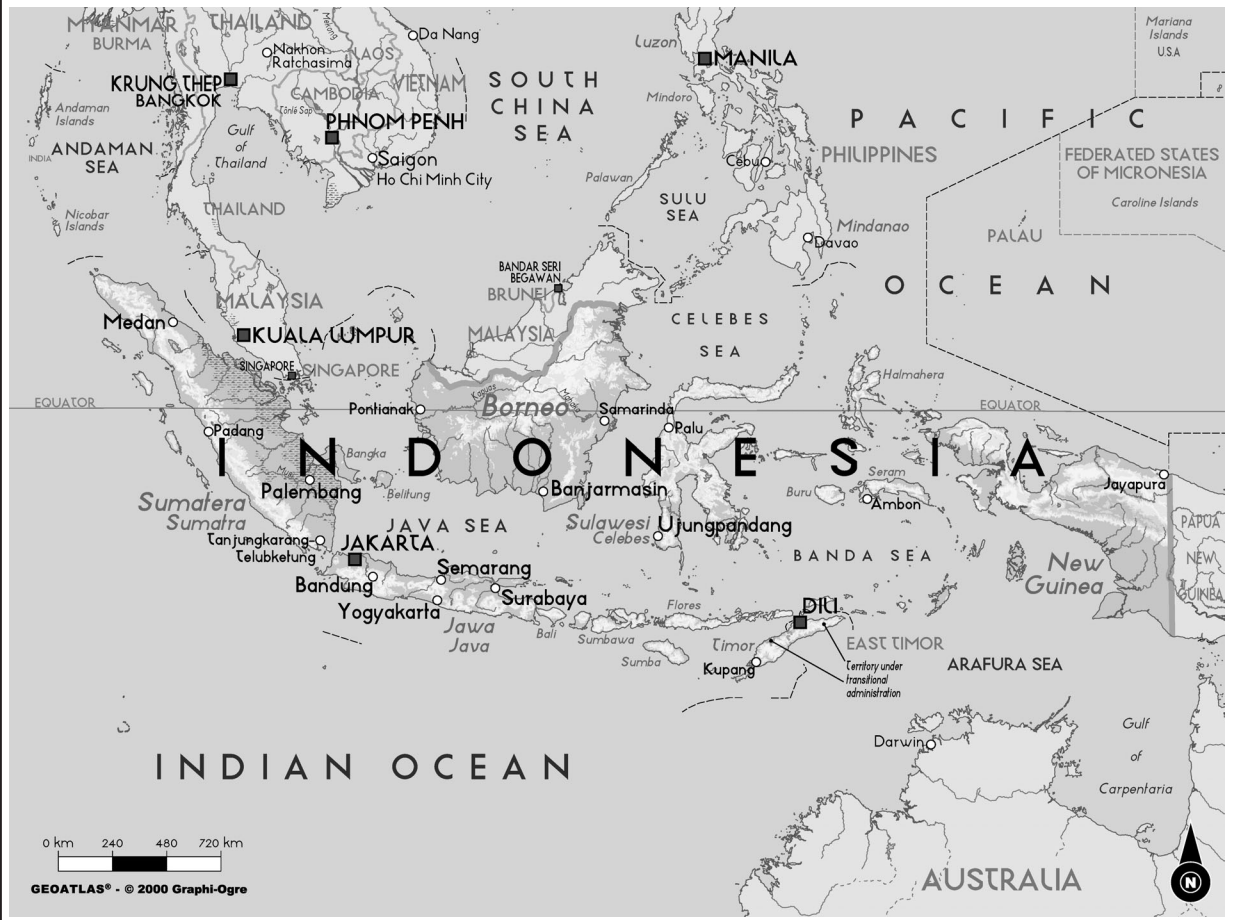 MYANMAR
BURMA
THAILAND
Mekong
LAOS
Da Nang
Nakhon
Ratchasima
VIETNAM
SOUTH
CHINA
SEA
Luzon
MANILA
Mariana
Islands
U.S.A
KRUNG THEP
BANGKOK
CAMBODIA
Tônlé Sap
Mindoro
Andaman
Islands
PHNOM PENH
PACIFIC
Gulf
of
Thailand
INDIA
ANDAMAN
SEA
Saigon
Ho Chi Minh City
Cebu
PHILIPPINES
FEDERATED STATES
OF MICRONESIA
Caroline Islands
Palawan
SULU
SEA
THAILAND
Nicobar
Islands
Mindanao
Davao
PALAU
BANDAR SERI
BEGAWAN
BRUNEI
OCEAN
MALAYSIA
Medan
KUALA LUMPUR
MALAYSIA
CELEBES
SEA
SINGAPORE
SINGAPORE
Halmahera
EQUATOR
Pontianak
Kapuas
Borneo
Samarinda
EQUATOR
Padang
Palu
INDONESIA
Bangka
Palembang
Belitung
Banjarmasin
Buru
Seram
Ambon
Jayapura
Sumatera
Sumatra
JAVA SEA
Sulawesi
Celebes
Ujungpandang
PAPUA
NEW
GUINEA
Tanjungkarang-
Telubketung
JAKARTA
BANDA SEA
New
Guinea
Bandung
Semarang
Yogyakarta
Surabaya
Jawa
Java
Bali
Sumbawa
Flores
Sumba
DILI
Timor
Kupang
EAST TIMOR
Territory under
transitional
administration
ARAFURA SEA
INDIAN OCEAN
Darwin
Gulf
of
Carpentaria
0 km 240 480 720 km
GEOATLAS® - © 2000 Graphi-Ogre
AUSTRALIA
N